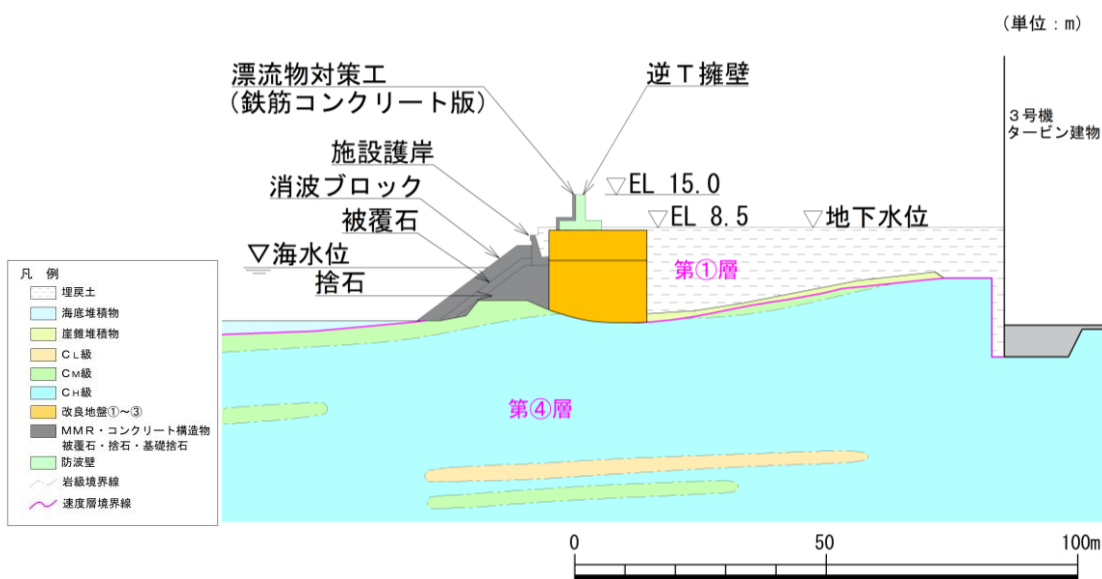 (単位:m)
漂流物対策工
(鉄筋コンクリート版)
逆T擁壁
3号機
タービン建物
施設護岸
消波ブロック
▽EL 15.0
被覆石
▽EL 8.5
▽地下水位
▽海水位
捨石
第①層
第④層
凡 例
埋戻土
海底堆積物
崖錐堆積物
CL級
CM級
CH級
改良地盤①~③
MMR・コンクリート構造物
被覆石・捨石・基礎捨石
防波壁
岩級境界線
速度層境界線
0
50
100m